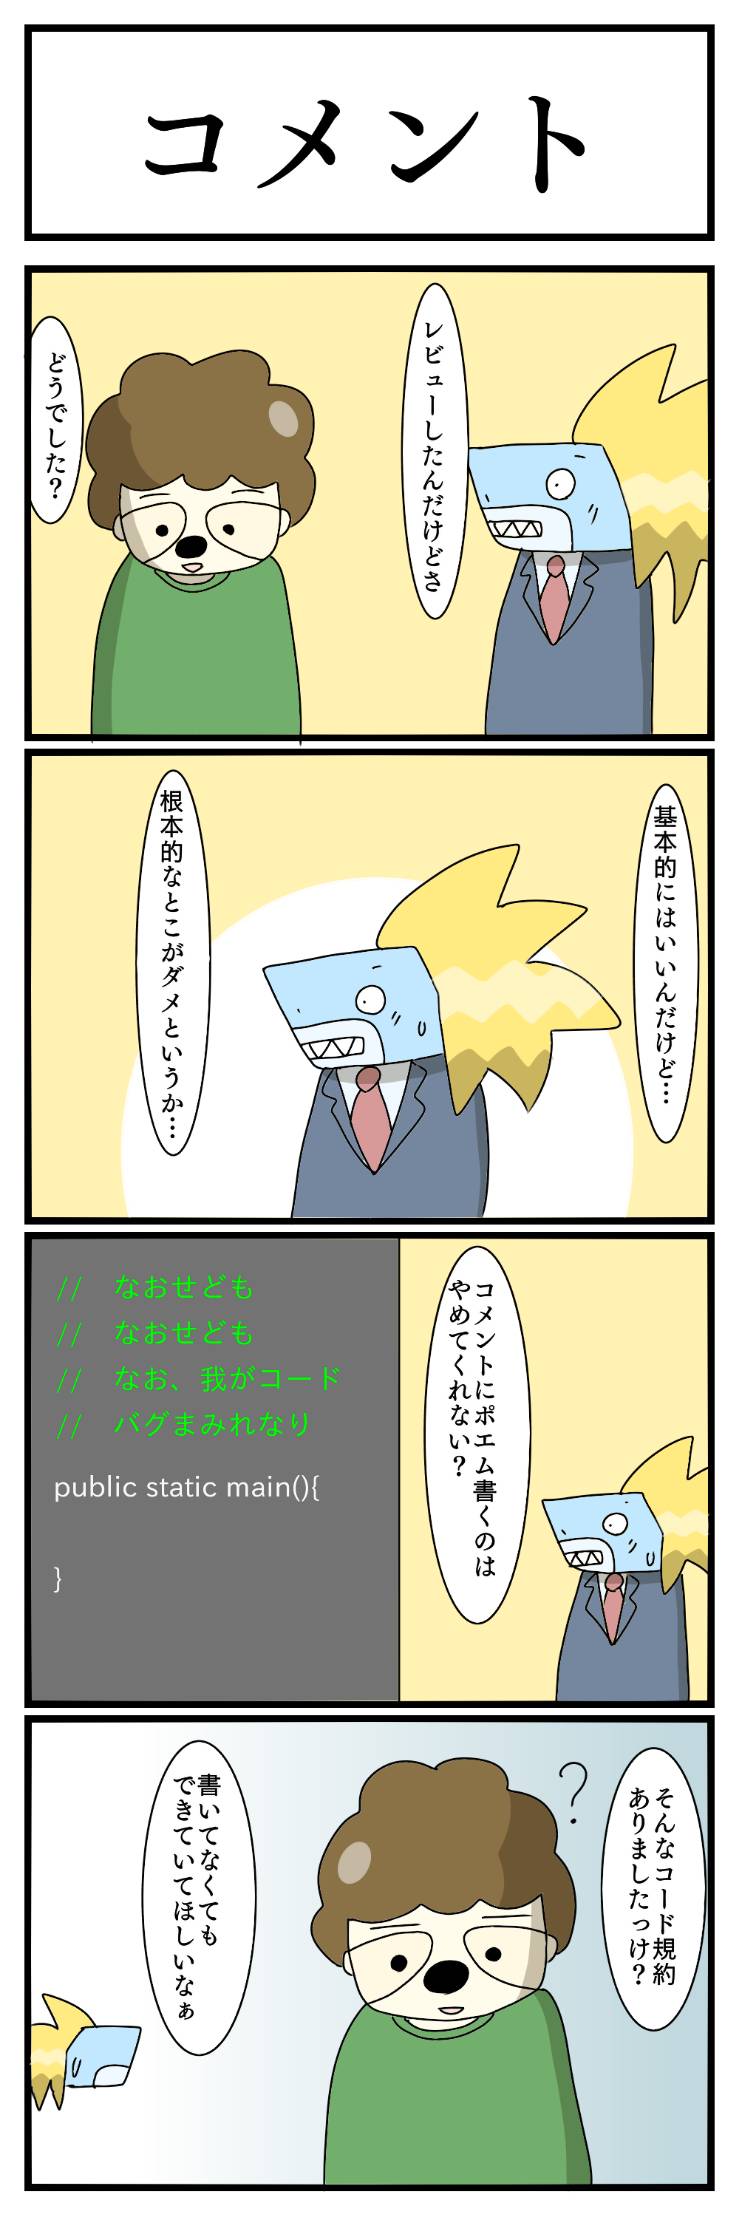 コメント
レビューしたんだけどさ
どうでした？
基本的にはいいんだけど…
根本的なとこがダメというか…
コメントにポエム書くのは
やめてくれない？
//　なおせども
//　なおせども
//　なお、我がコード
//　バグまみれなり
public static main(){
}
そんなコード規約
ありましたっけ？
?
書いてなくても
できていてほしいなぁ